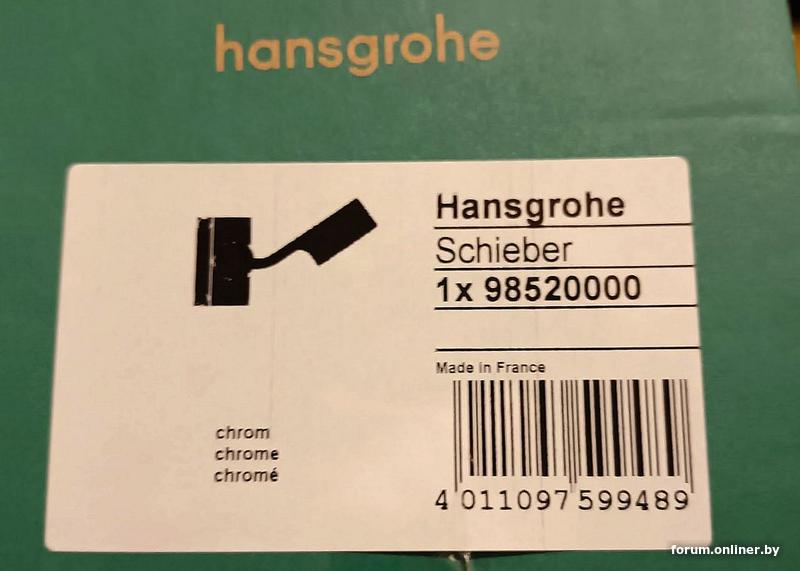 hansgrohe
Hansgrohe
Schieber
1x 98520000
Made in France
chrom
chrome
chromé
4 011097 599489
forum.onliner.by